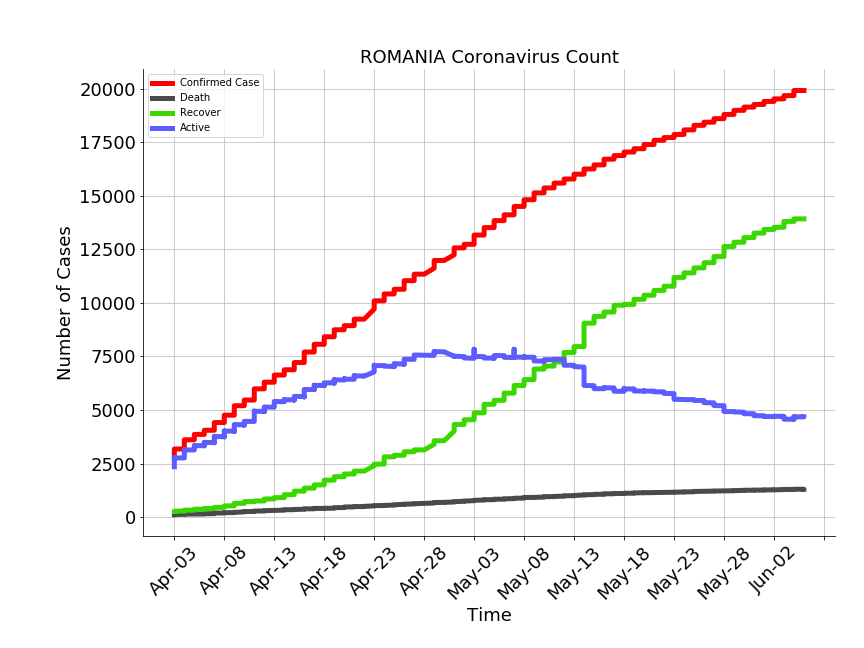 ROMANIA Coronavirus Count
Confirmed Case
Death
Recover
Active
Number of Cases
20000
17500
15000
12500
10000
7500
5000
2500
0
Apr-03 Apr-08 Apr-13 Apr-18 Apr-23 Apr-28 May-03 May-08 May-13 May-18 May-23 May-28 Jun-02
Time